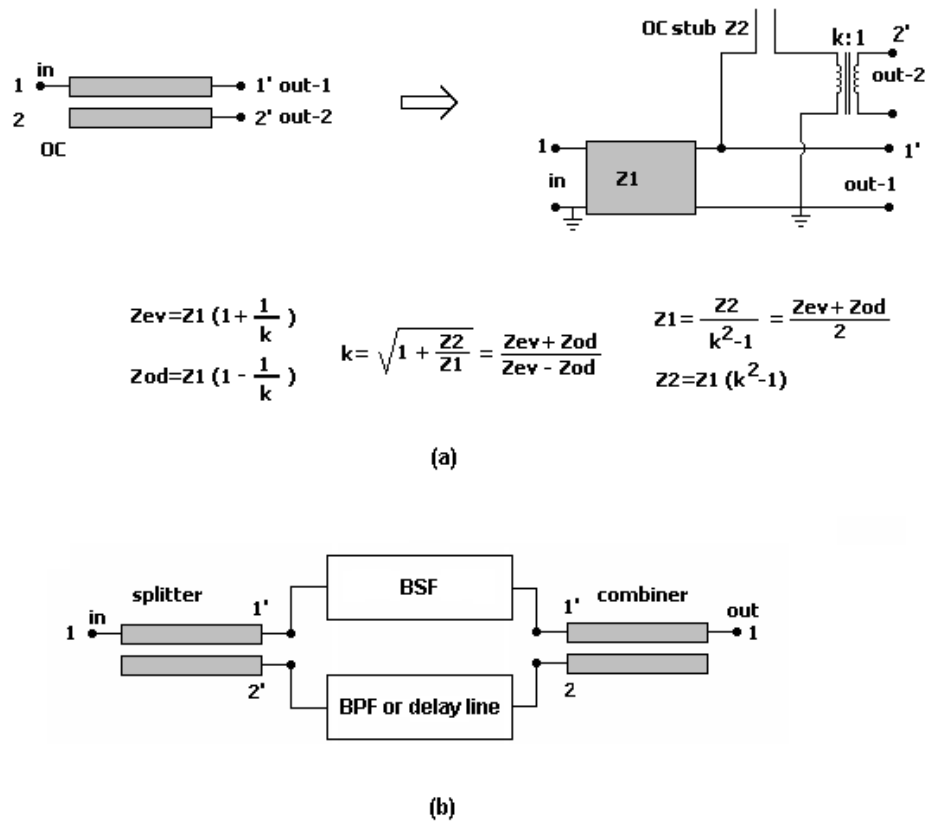 OC stub Z2
k:1
2'
out-2
in
1
1' out-1
2
2' out-2
OC
1
Z1
1'
in
out-1
Zev=Z1 (1+ 1/k )
Zod=Z1 (1 - 1/k )
k= √(1 + Z2/Z1) = (Zev+ Zod)/(Zev - Zod)
Z1= Z2/(k²-1) = (Zev+ Zod)/2
Z2=Z1 (k²-1)
(a)
splitter
BSF
combiner
in
1'
1'
out
1
1
2'
BPF or delay line
2
(b)